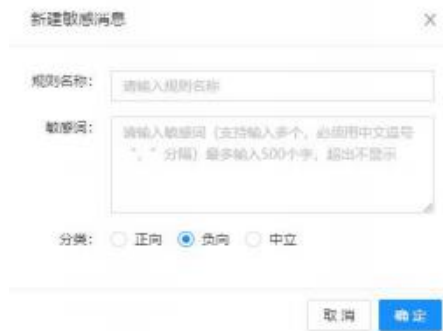 新建敏感消息
规则名称：
请输入规则名称
敏感词：
请输入敏感词（支持输入多个，必须用中文逗号
“，”分隔）最多输入500个字，超出不显示
分类： 正向 负向 中立
取消 确定